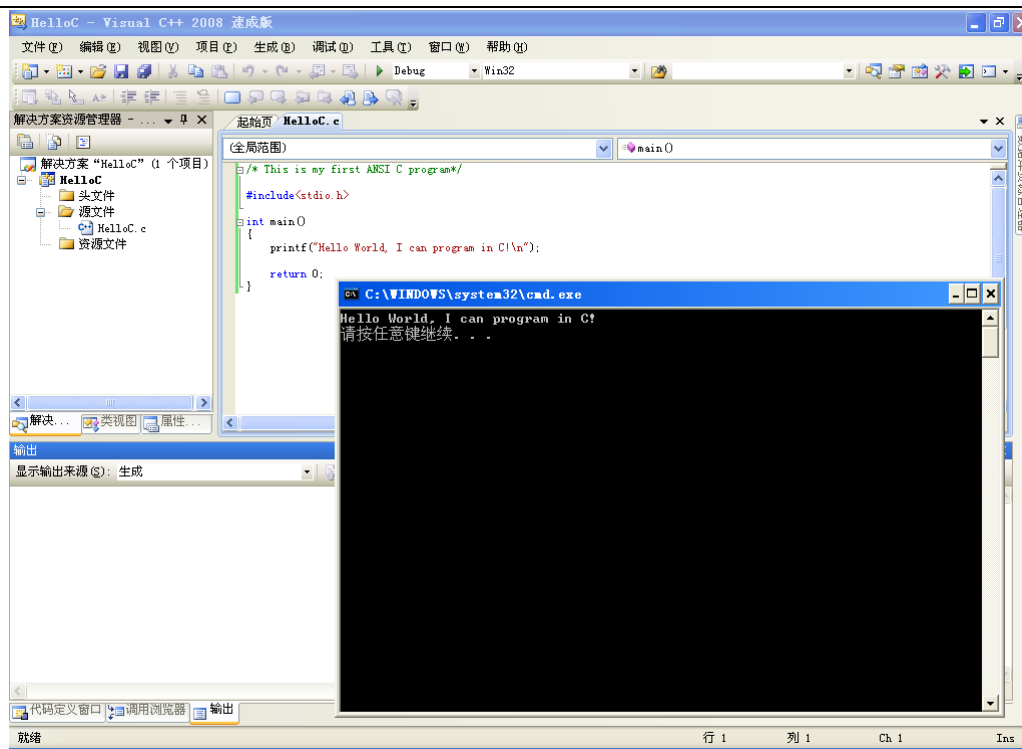 HelloC - Visual C++ 2008 速成版
文件(F) 编辑(E) 视图(V) 项目(P) 生成(B) 调试(D) 工具(T) 窗口(W) 帮助(H)
Debug Win32
解决方案资源管理器 - ...
起始页 HelloC.c
(全局范围) main()
解决方案“HelloC”(1 个项目)
HelloC
头文件
源文件
HelloC.c
资源文件
/* This is my first ANSI C program*/
#include<stdio.h>
int main()
{
printf("Hello World, I can program in C!\n");
return 0;
}
C:\WINDOWS\system32\cmd.exe
Hello World, I can program in C!
请按任意键继续. . .
解决... 类视图 属性...
输出
显示输出来源(S): 生成
代码定义窗口 调用浏览器 输出
就绪 行 1 列 1 Ch 1 Ins